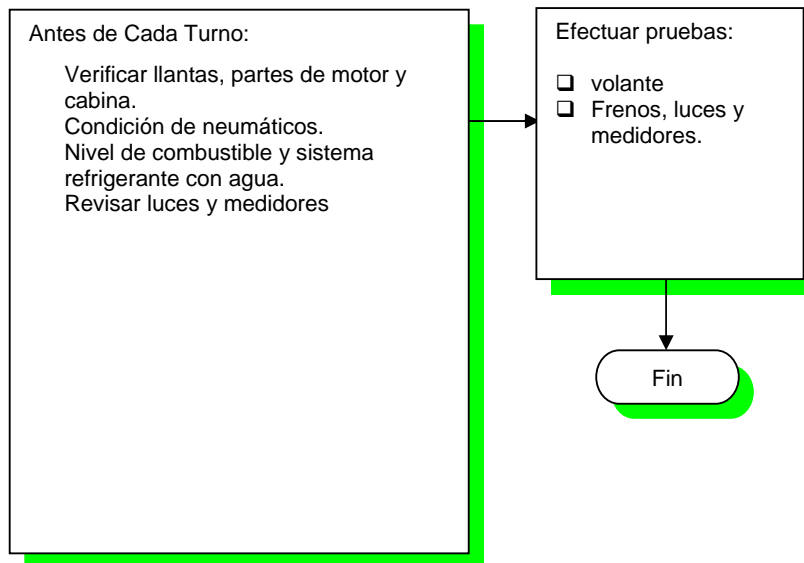 Antes de Cada Turno:
Verificar llantas, partes de motor y
cabina.
Condición de neumáticos.
Nivel de combustible y sistema
refrigerante con agua.
Revisar luces y medidores
Efectuar pruebas:
❑ volante
❑ Frenos, luces y
medidores.
Fin